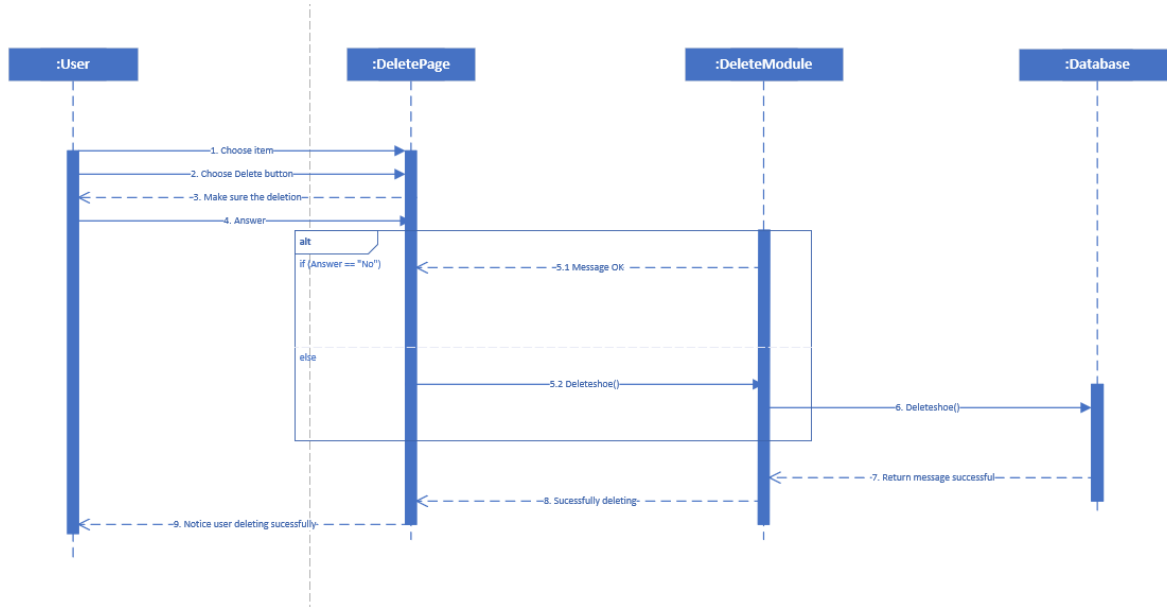 :User
:DeletPage
:DeleteModule
:Database
1. Choose item
2. Choose Delete button
3. Make sure the deletion
4. Answer
alt
if (Answer == "No")
5.1 Message OK
else
5.2 Deleteshoe()
6. Deleteshoe()
7. Return message successful
8. Sucessfully deleting
9. Notice user deleting sucessfully